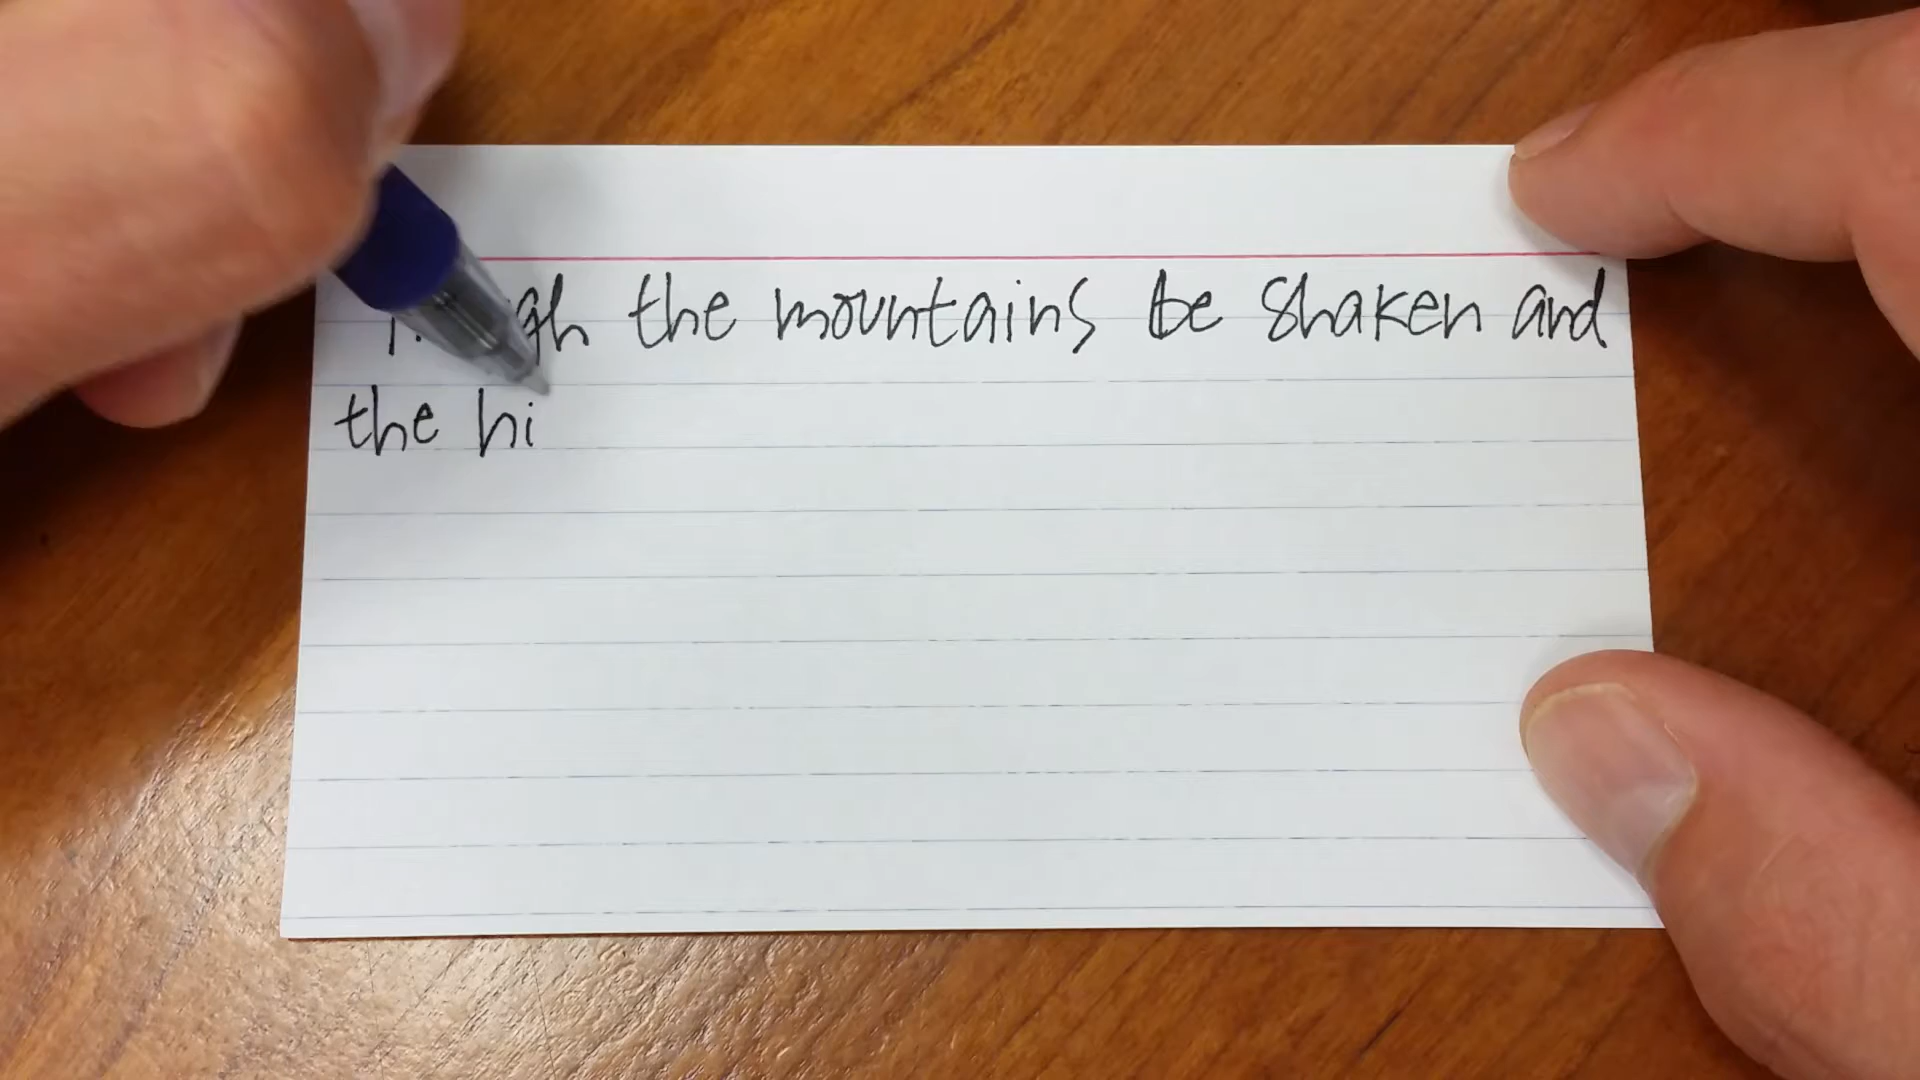 the mountains be shaken and
the hi